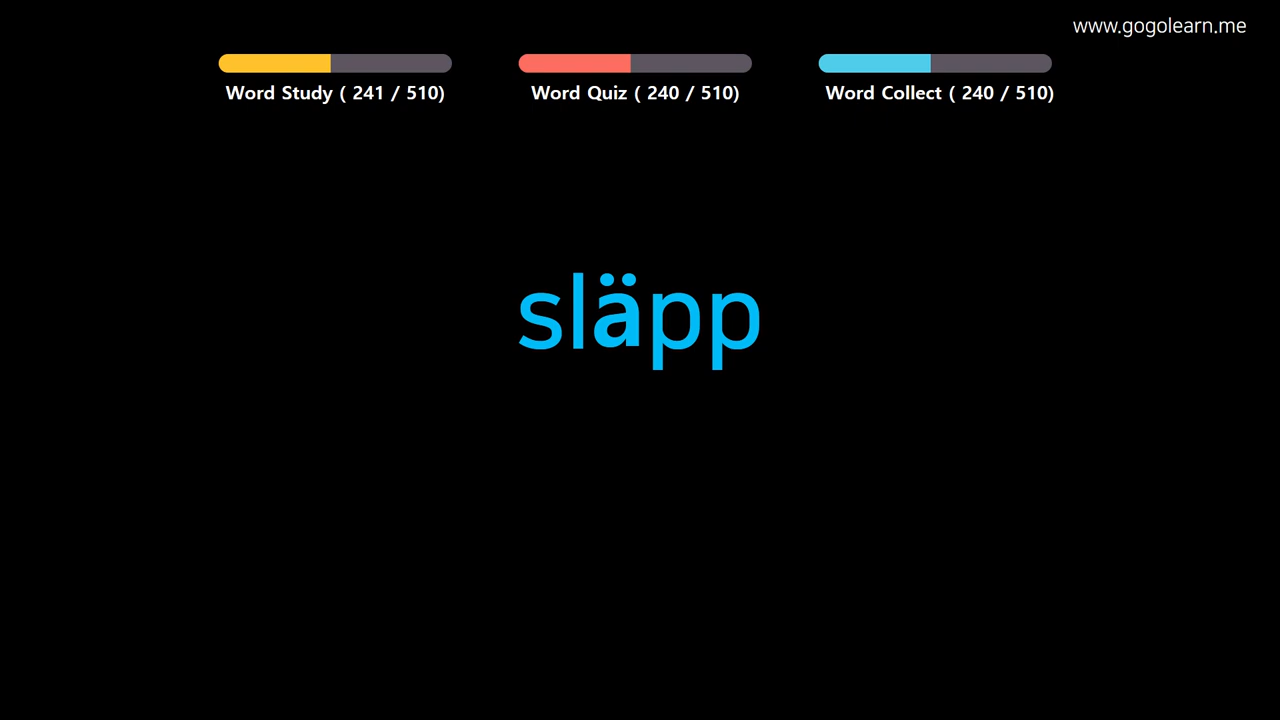 www.gogolearn.me
Word Study ( 241 / 510)
Word Quiz ( 240 / 510)
Word Collect ( 240 / 510)
släpp